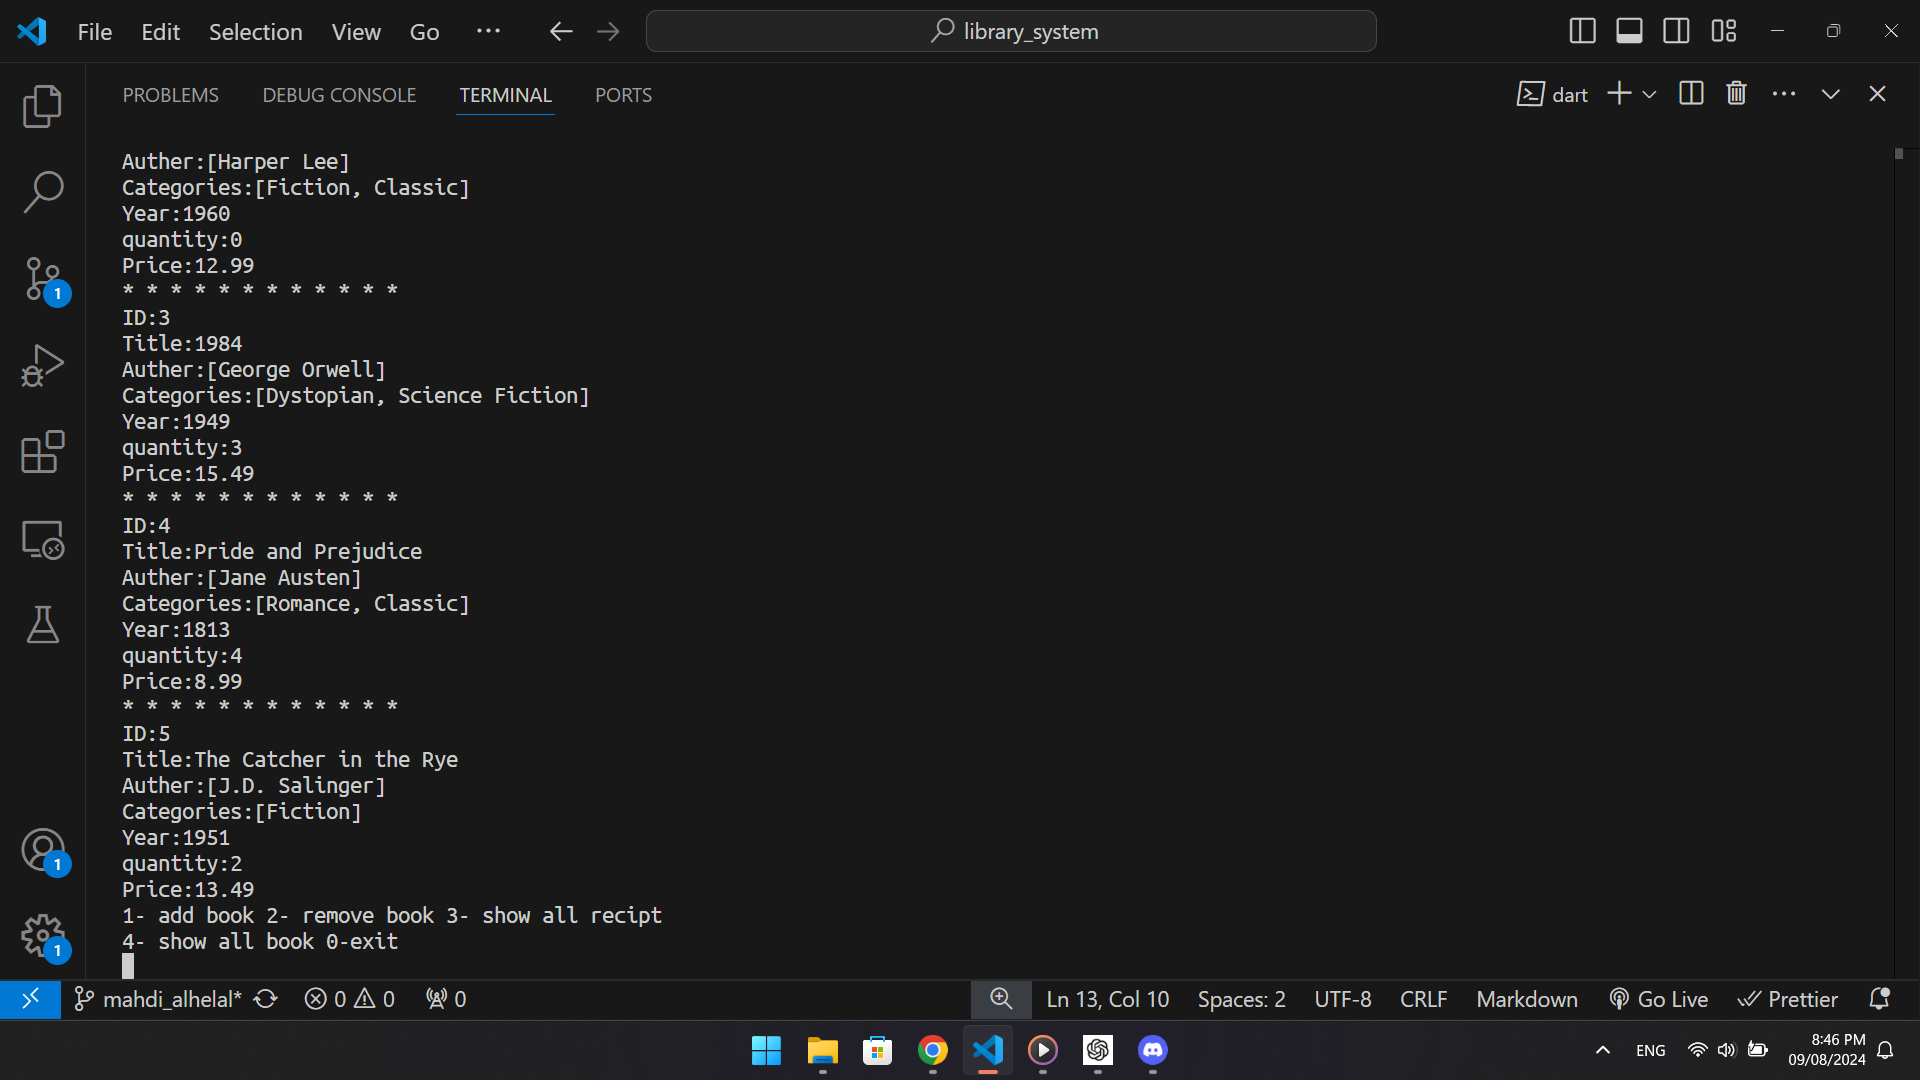 File Edit Selection View Go ··· library_system
PROBLEMS DEBUG CONSOLE TERMINAL PORTS dart
Auther:[Harper Lee]
Categories:[Fiction, Classic]
Year:1960
quantity:0
Price:12.99
* * * * * * * * * * * *
ID:3
Title:1984
Auther:[George Orwell]
Categories:[Dystopian, Science Fiction]
Year:1949
quantity:3
Price:15.49
* * * * * * * * * * * *
ID:4
Title:Pride and Prejudice
Auther:[Jane Austen]
Categories:[Romance, Classic]
Year:1813
quantity:4
Price:8.99
* * * * * * * * * * * *
ID:5
Title:The Catcher in the Rye
Auther:[J.D. Salinger]
Categories:[Fiction]
Year:1951
quantity:2
Price:13.49
1- add book 2- remove book 3- show all recipt
4- show all book 0-exit
1
1
1
mahdi_alhelal* 0 0 0 Ln 13, Col 10 Spaces: 2 UTF-8 CRLF Markdown Go Live Prettier
ENG 8:46 PM
09/08/2024